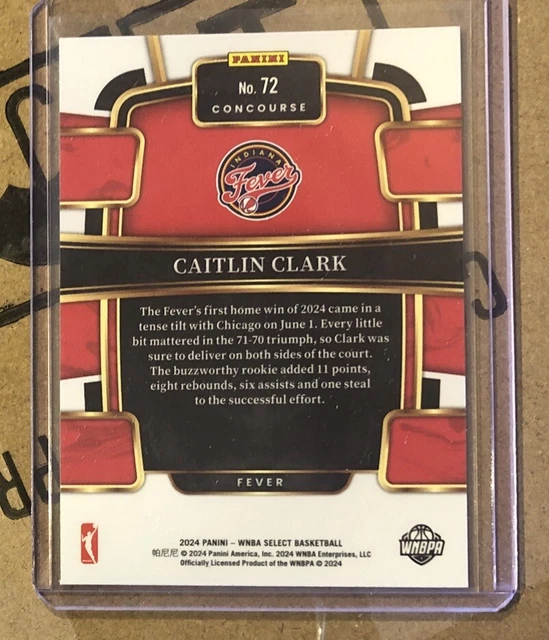 PANINI
No. 72
CONCOURSE
INDIANA
Fever
CAITLIN CLARK
The Fever's first home win of 2024 came in a
tense tilt with Chicago on June 1. Every little
bit mattered in the 71-70 triumph, so Clark was
sure to deliver on both sides of the court.
The buzzworthy rookie added 11 points,
eight rebounds, six assists and one steal
to the successful effort.
FEVER
2024 PANINI – WNBA SELECT BASKETBALL
帕尼尼 © 2024 Panini America, Inc. 2024 WNBA Enterprises, LLC
Officially Licensed Product of the WNBPA © 2024
WNBPA